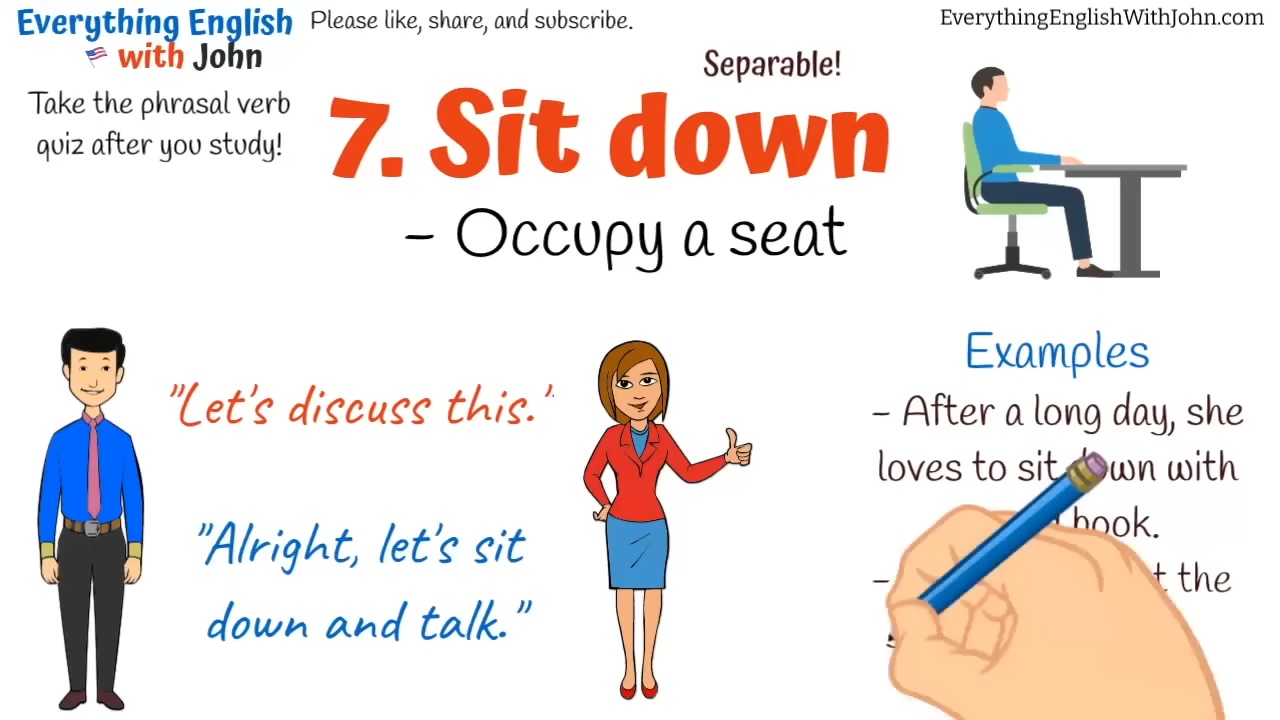 Everything English
with John
Please like, share, and subscribe.
EverythingEnglishWithJohn.com
Take the phrasal verb
quiz after you study!
Separable!
7. Sit down
- Occupy a seat
"Let's discuss this."
"Alright, let's sit
down and talk."
Examples
- After a long day, she
loves to sit down with
book.
- the